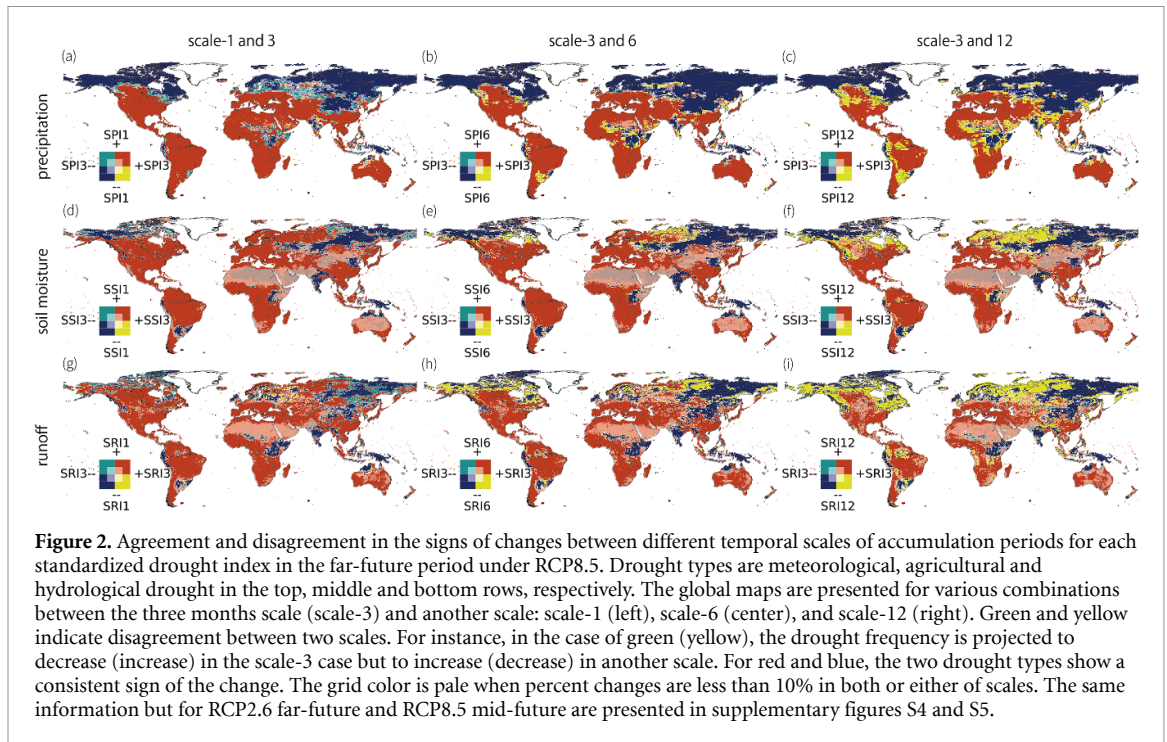 scale-1 and 3
scale-3 and 6
scale-3 and 12
precipitation
(a)
SPI1
+
SPI3--
+SPI3
--
SPI1
(b)
SPI6
+
SPI3--
+SPI3
--
SPI6
(c)
SPI12
+
SPI3--
+SPI3
--
SPI12
soil moisture
(d)
SSI1
+
SSI3--
+SSI3
--
SSI1
(e)
SSI6
+
SSI3--
+SSI3
--
SSI6
(f)
SSI12
+
SSI3--
+SSI3
--
SSI12
runoff
(g)
SRI1
+
SRI3--
+SRI3
--
SRI1
(h)
SRI6
+
SRI3--
+SRI3
--
SRI6
(i)
SRI12
+
SRI3--
+SRI3
--
SRI12
Figure 2. Agreement and disagreement in the signs of changes between different temporal scales of accumulation periods for each
standardized drought index in the far-future period under RCP8.5. Drought types are meteorological, agricultural and
hydrological drought in the top, middle and bottom rows, respectively. The global maps are presented for various combinations
between the three months scale (scale-3) and another scale: scale-1 (left), scale-6 (center), and scale-12 (right). Green and yellow
indicate disagreement between two scales. For instance, in the case of green (yellow), the drought frequency is projected to
decrease (increase) in the scale-3 case but to increase (decrease) in another scale. For red and blue, the two drought types show a
consistent sign of the change. The grid color is pale when percent changes are less than 10% in both or either of scales. The same
information but for RCP2.6 far-future and RCP8.5 mid-future are presented in supplementary figures S4 and S5.